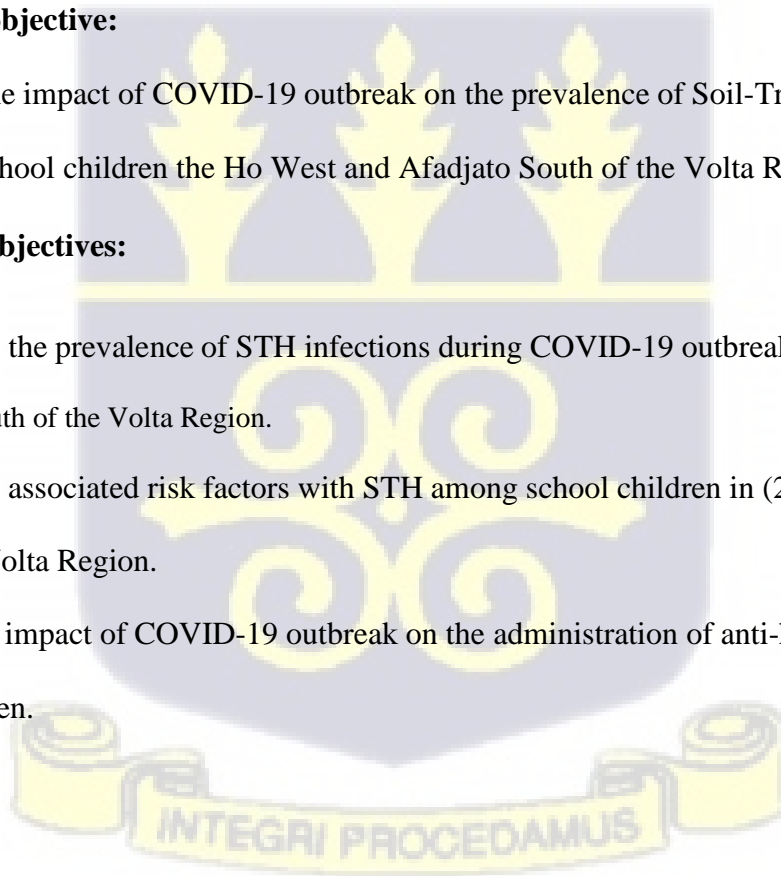 objective:
e impact of COVID-19 outbreak on the prevalence of Soil-Tr
hool children the Ho West and Afadjato South of the Volta R
bjectives:
the prevalence of STH infections during COVID-19 outbreak
uth of the Volta Region.
associated risk factors with STH among school children in (2
olta Region.
impact of COVID-19 outbreak on the administration of anti-
en.
INTEGRI PROCEDAMUS